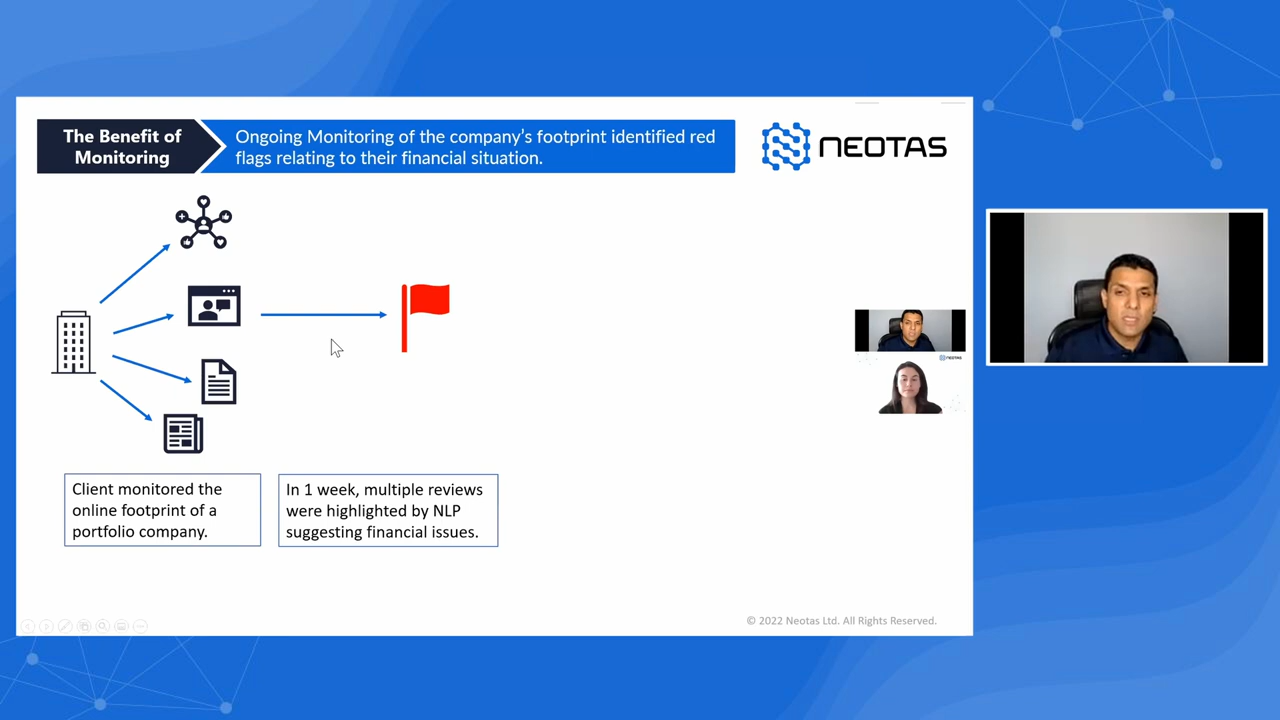 The Benefit of
Monitoring
Ongoing Monitoring of the company's footprint identified red
flags relating to their financial situation.
NEOTAS
NEOTAS
Client monitored the
online footprint of a
portfolio company.
In 1 week, multiple reviews
were highlighted by NLP
suggesting financial issues.
© 2022 Neotas Ltd. All Rights Reserved.